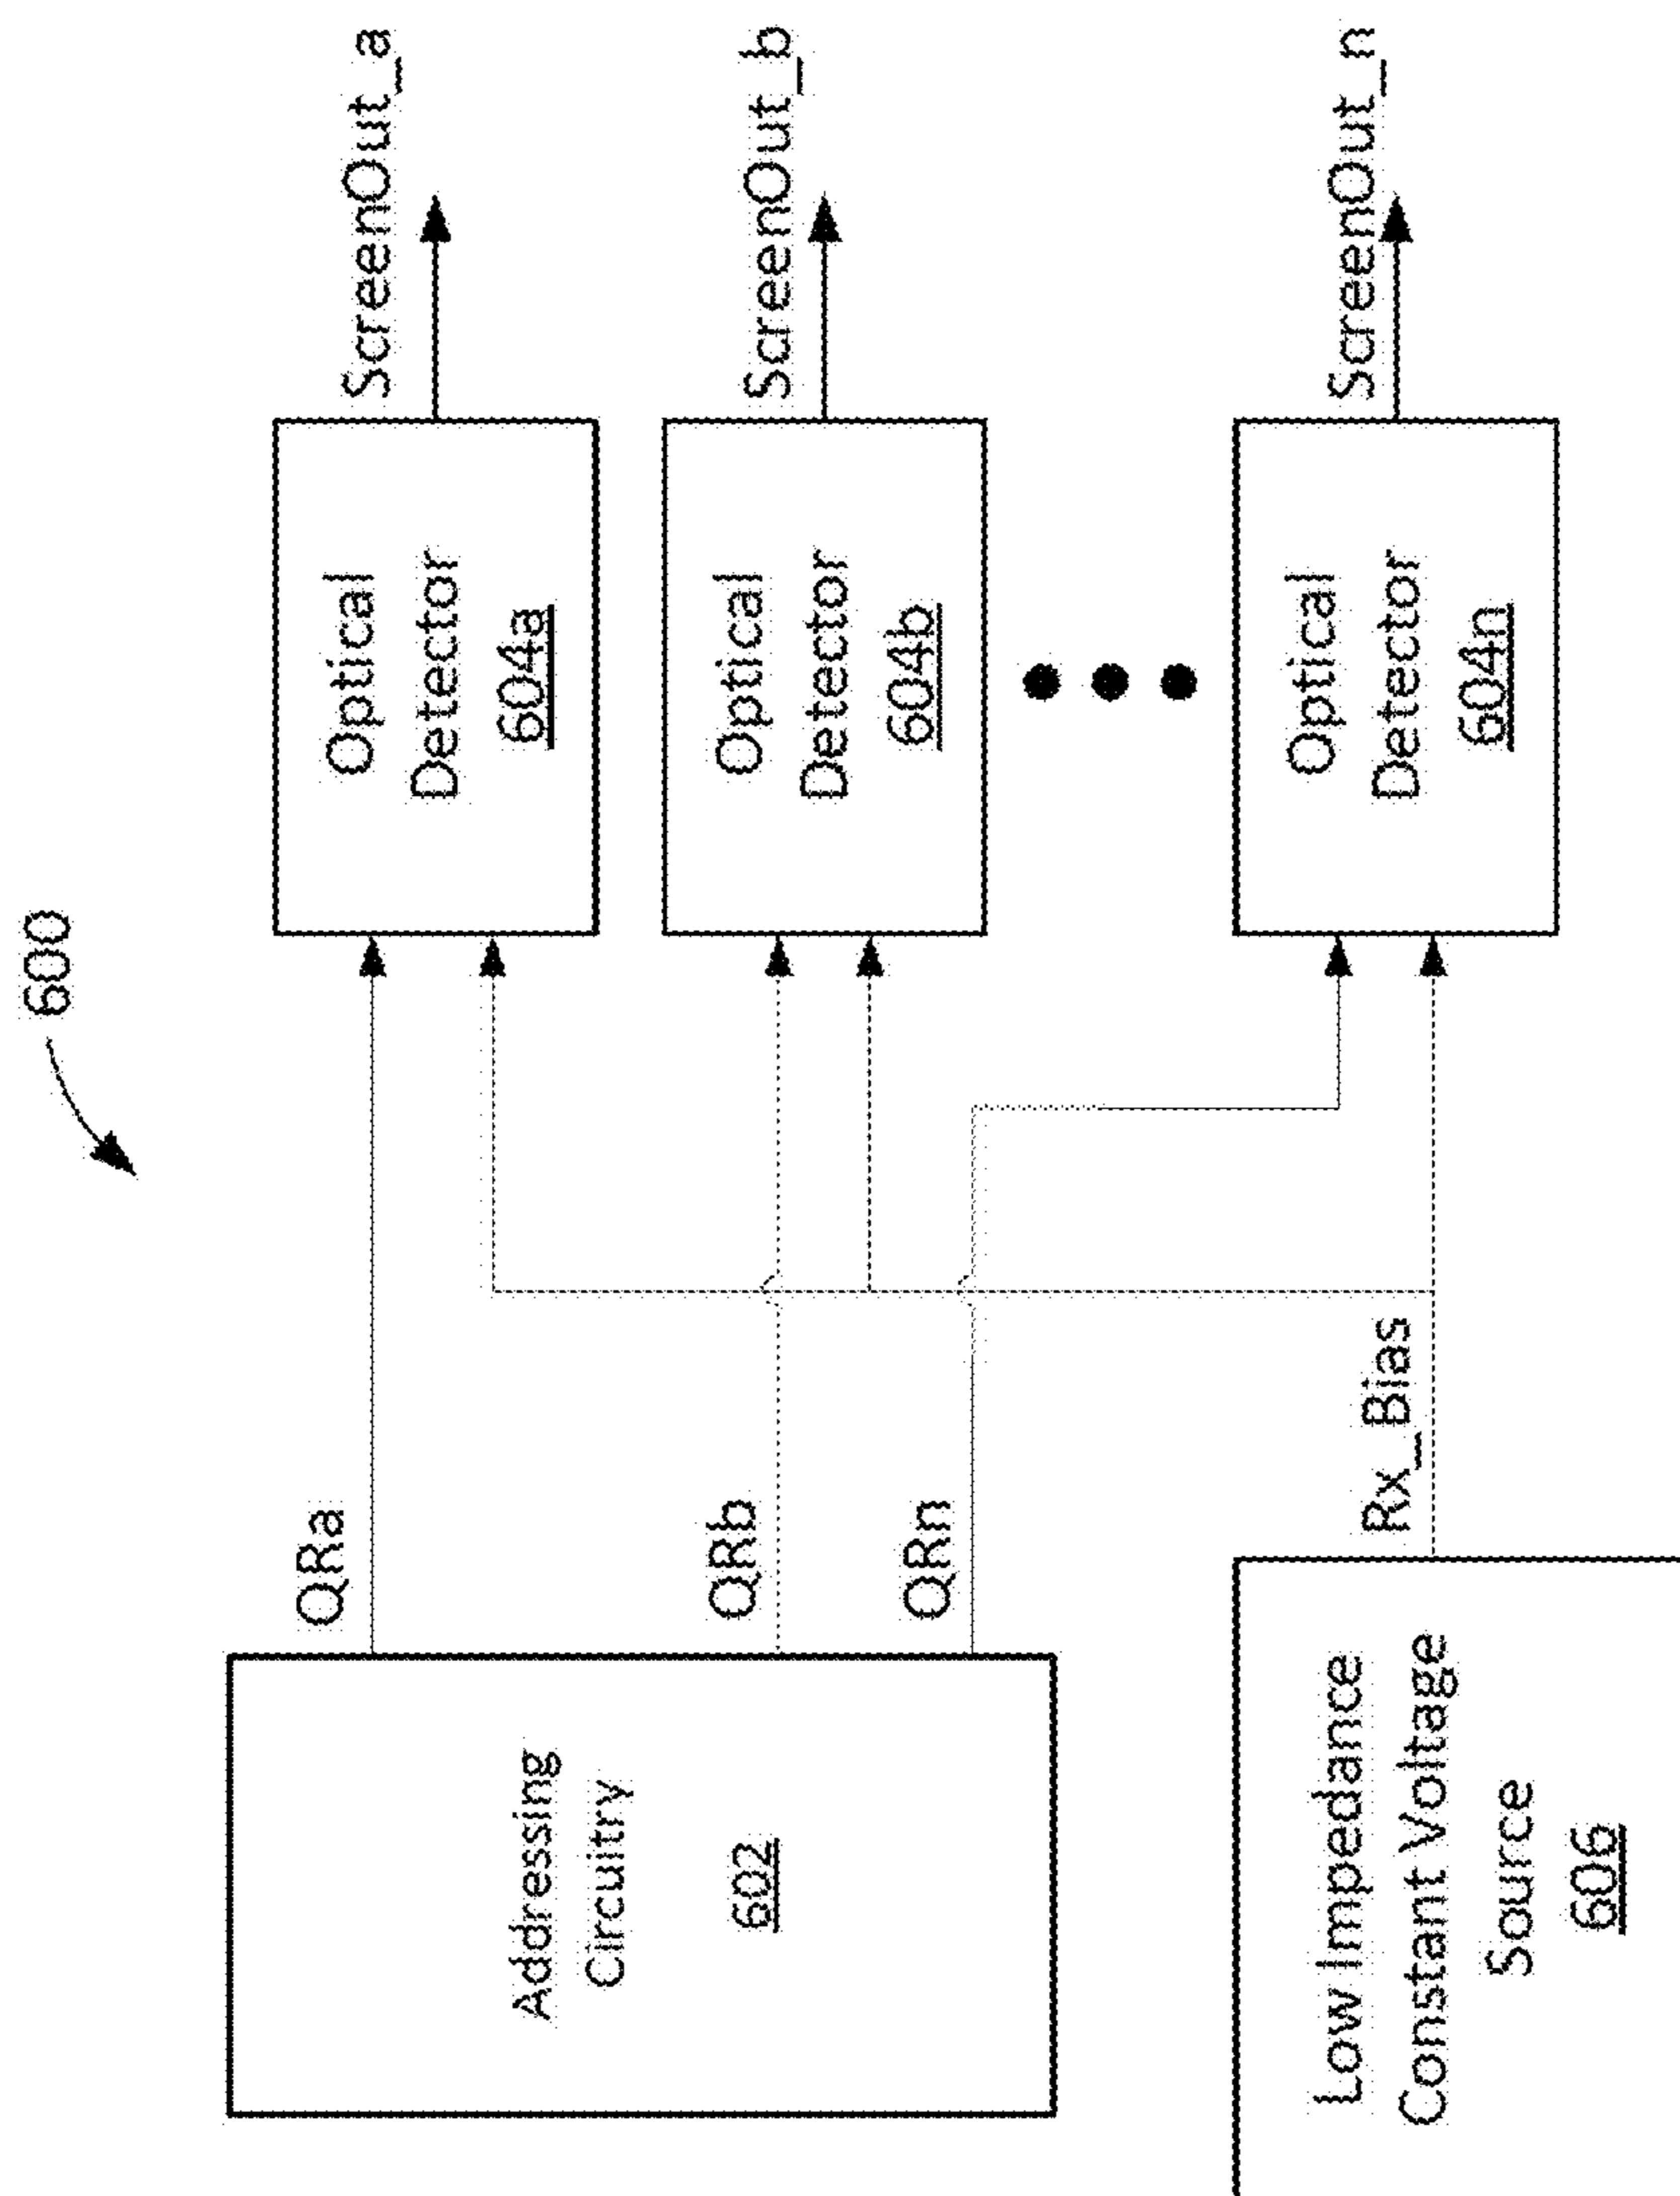 600
Addressing
Circuitry
602
QRa
QRb
QRn
Low Impedance
Constant Voltage
Source
606
Rx_Bias
Optical
Detector
604a
ScreenOut_a
Optical
Detector
604b
ScreenOut_b
Optical
Detector
604n
ScreenOut_n